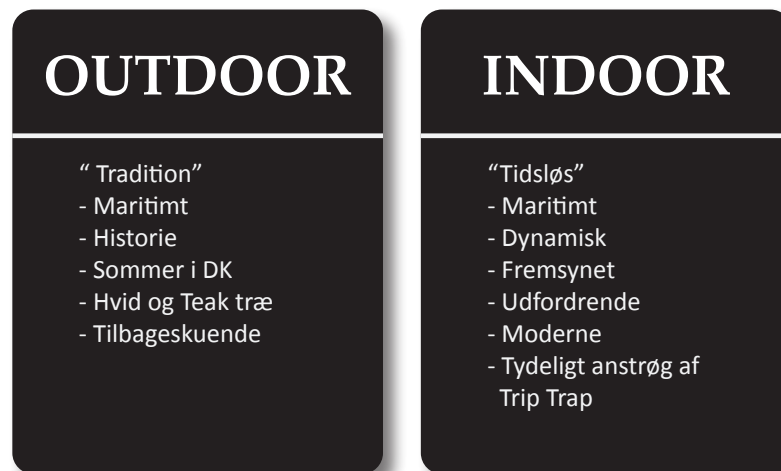 OUTDOOR
“ Tradition”
- Maritimt
- Historie
- Sommer i DK
- Hvid og Teak træ
- Tilbageskuende
INDOOR
“Tidsløs”
- Maritimt
- Dynamisk
- Fremsynet
- Udfordrende
- Moderne
- Tydeligt anstrøg af
Trip Trap